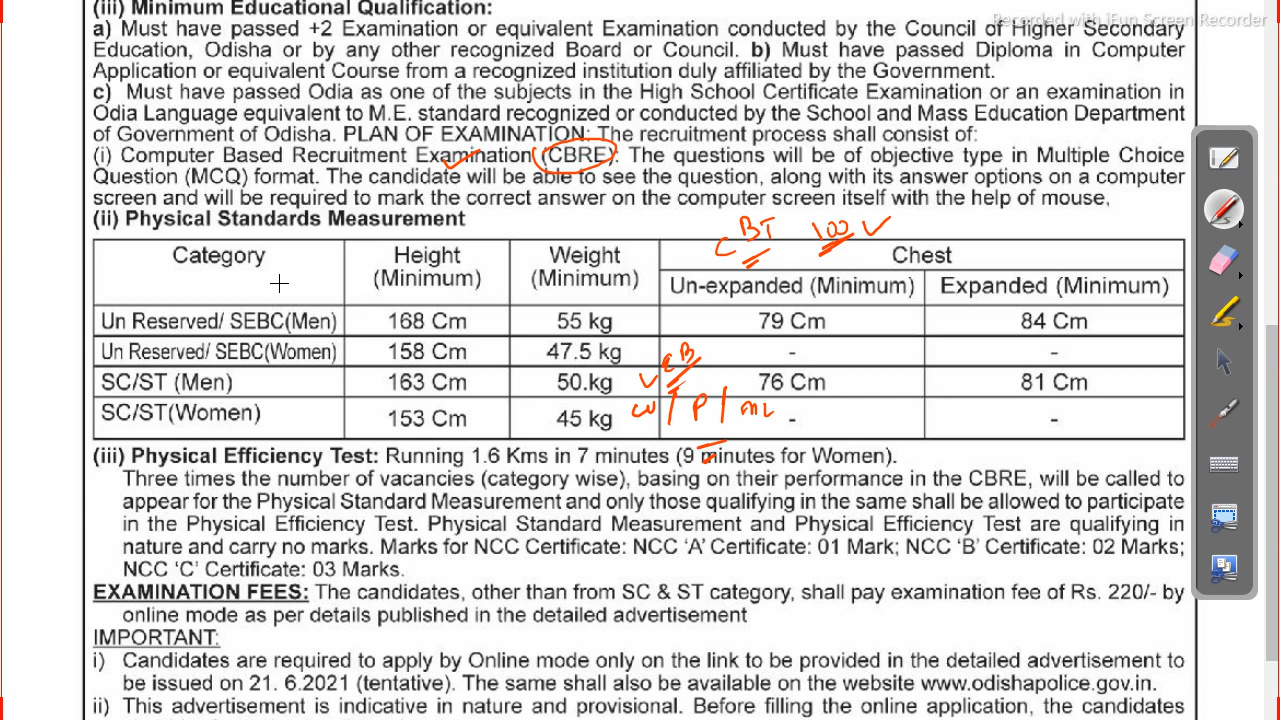 (iii) Minimum Educational Qualification:
Recorded with iFun Screen Recorder
a) Must have passed +2 Examination or equivalent Examination conducted by the Council of Higher Secondary
Education, Odisha or by any other recognized Board or Council. b) Must have passed Diploma in Computer
Application or equivalent Course from a recognized institution duly affiliated by the Government.
c) Must have passed Odia as one of the subjects in the High School Certificate Examination or an examination in
Odia Language equivalent to M.E. standard recognized or conducted by the School and Mass Education Department
of Government of Odisha. PLAN OF EXAMINATION: The recruitment process shall consist of:
(i) Computer Based Recruitment Examination (CBRE). The questions will be of objective type in Multiple Choice
Question (MCQ) format. The candidate will be able to see the question, along with its answer options on a computer
screen and will be required to mark the correct answer on the computer screen itself with the help of mouse,
(ii) Physical Standards Measurement
CBT 100
Category Height (Minimum) Weight (Minimum) Chest
Un-expanded (Minimum) Expanded (Minimum)
Un Reserved/ SEBC(Men) 168 Cm 55 kg 79 Cm 84 Cm
Un Reserved/ SEBC(Women) 158 Cm 47.5 kg - -
SC/ST (Men) 163 Cm 50.kg 76 Cm 81 Cm
SC/ST(Women) 153 Cm 45 kg - -
(iii) Physical Efficiency Test: Running 1.6 Kms in 7 minutes (9 minutes for Women).
Three times the number of vacancies (category wise), basing on their performance in the CBRE, will be called to
appear for the Physical Standard Measurement and only those qualifying in the same shall be allowed to participate
in the Physical Efficiency Test. Physical Standard Measurement and Physical Efficiency Test are qualifying in
nature and carry no marks. Marks for NCC Certificate: NCC ‘A’ Certificate: 01 Mark; NCC ‘B’ Certificate: 02 Marks;
NCC ‘C’ Certificate: 03 Marks.
EXAMINATION FEES: The candidates, other than from SC & ST category, shall pay examination fee of Rs. 220/- by
online mode as per details published in the detailed advertisement
IMPORTANT:
i) Candidates are required to apply by Online mode only on the link to be provided in the detailed advertisement to
be issued on 21. 6.2021 (tentative). The same shall also be available on the website www.odishapolice.gov.in.
ii) This advertisement is indicative in nature and provisional. Before filling the online application, the candidates